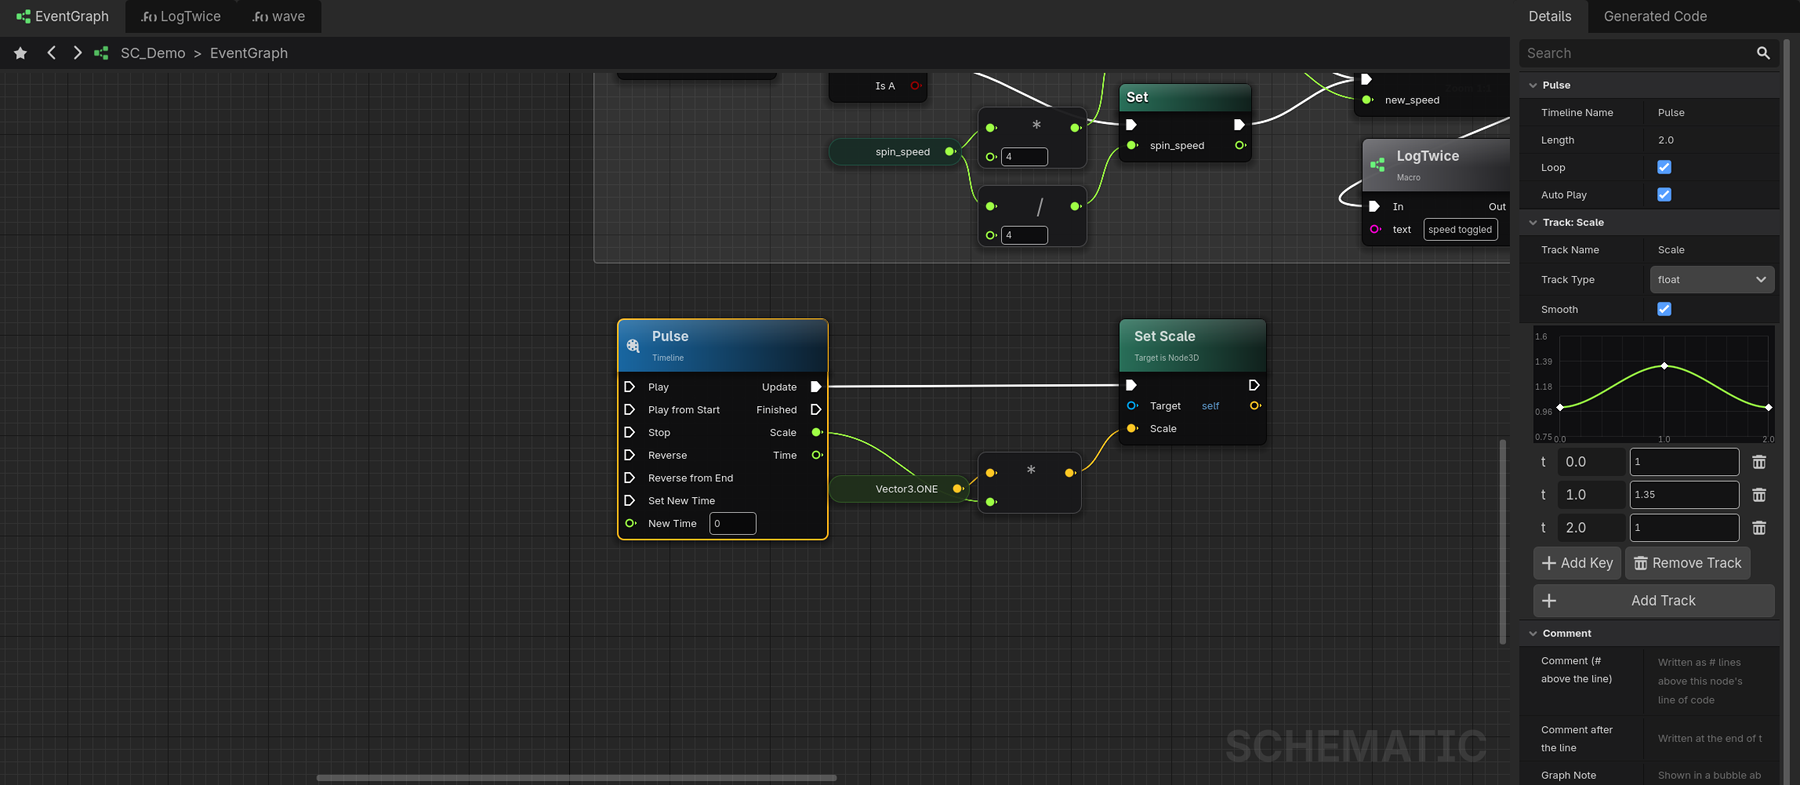 EventGraph
LogTwice
wave
SC_Demo > EventGraph
Is A
spin_speed
*
4
/
4
Set
spin_speed
new_speed
LogTwice
Macro
In
Out
text
speed toggled
Pulse
Timeline
Play
Update
Play from Start
Finished
Stop
Scale
Reverse
Time
Reverse from End
Set New Time
New Time
0
Vector3.ONE
*
Set Scale
Target is Node3D
Target
self
Scale
SCHEMATIC
Details
Generated Code
Search
Pulse
Timeline Name
Pulse
Length
2.0
Loop
Auto Play
Track: Scale
Track Name
Scale
Track Type
float
Smooth
1.6
1.39
1.18
0.96
0.75
0.0
1.0
2.0
t
0.0
1
t
1.0
1.35
t
2.0
1
Add Key
Remove Track
Add Track
Comment
Comment (#
above the line)
Written as # lines
above this node's
line of code
Comment after
the line
Written at the end of t
Graph Note
Shown in a bubble ab